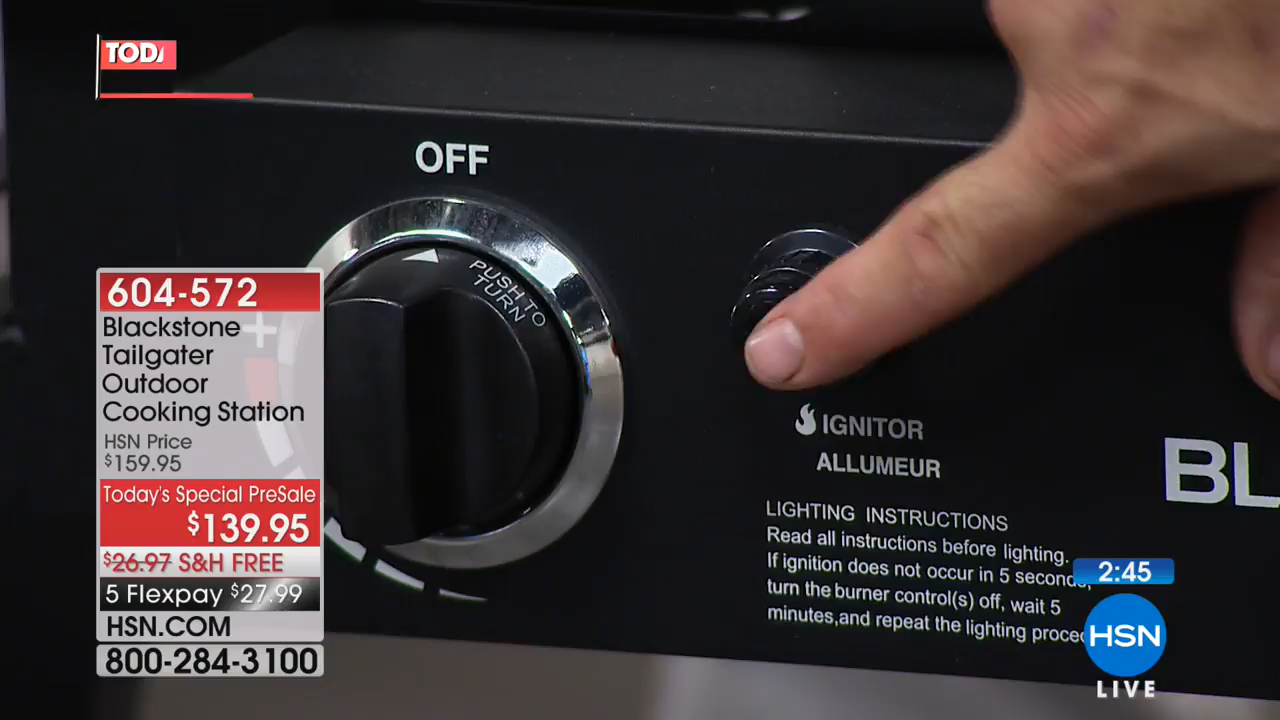 TOD
OFF
PUSH TO
TURN
604-572
Blackstone
Tailgater
Outdoor
Cooking Station
HSN Price
$159.95
Today's Special PreSale
$139.95
$26.97 S&H FREE
5 Flexpay $27.99
HSN.COM
800-284-3100
IGNITOR
ALLUMEUR
LIGHTING INSTRUCTIONS
Read all instructions before lighting.
If ignition does not occur in 5 seconds,
turn the burner control(s) off, wait 5
minutes,and repeat the lighting proce
BL
2:45
HSN
LIVE